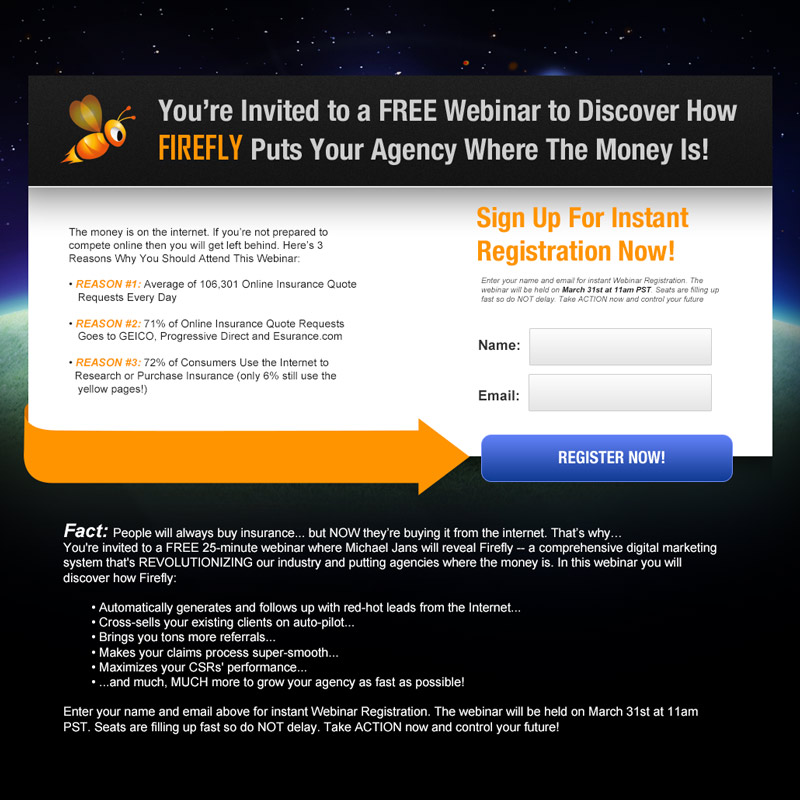 You're Invited to a FREE Webinar to Discover How
FIREFLY Puts Your Agency Where The Money Is!
The money is on the internet. If you're not prepared to
compete online then you will get left behind. Here's 3
Reasons Why You Should Attend This Webinar:
• REASON #1: Average of 106,301 Online Insurance Quote
Requests Every Day
• REASON #2: 71% of Online Insurance Quote Requests
Goes to GEICO, Progressive Direct and Esurance.com
• REASON #3: 72% of Consumers Use the Internet to
Research or Purchase Insurance (only 6% still use the
yellow pages!)
Sign Up For Instant
Registration Now!
Enter your name and email for instant Webinar Registration. The
webinar will be held on March 31st at 11am PST. Seats are filling up
fast so do NOT delay. Take ACTION now and control your future
Name:
Email:
REGISTER NOW!
Fact: People will always buy insurance... but NOW they're buying it from the internet. That's why…
You're invited to a FREE 25-minute webinar where Michael Jans will reveal Firefly -- a comprehensive digital marketing
system that's REVOLUTIONIZING our industry and putting agencies where the money is. In this webinar you will
discover how Firefly:
• Automatically generates and follows up with red-hot leads from the Internet...
• Cross-sells your existing clients on auto-pilot...
• Brings you tons more referrals...
• Makes your claims process super-smooth...
• Maximizes your CSRs' performance...
• ...and much, MUCH more to grow your agency as fast as possible!
Enter your name and email above for instant Webinar Registration. The webinar will be held on March 31st at 11am
PST. Seats are filling up fast so do NOT delay. Take ACTION now and control your future!